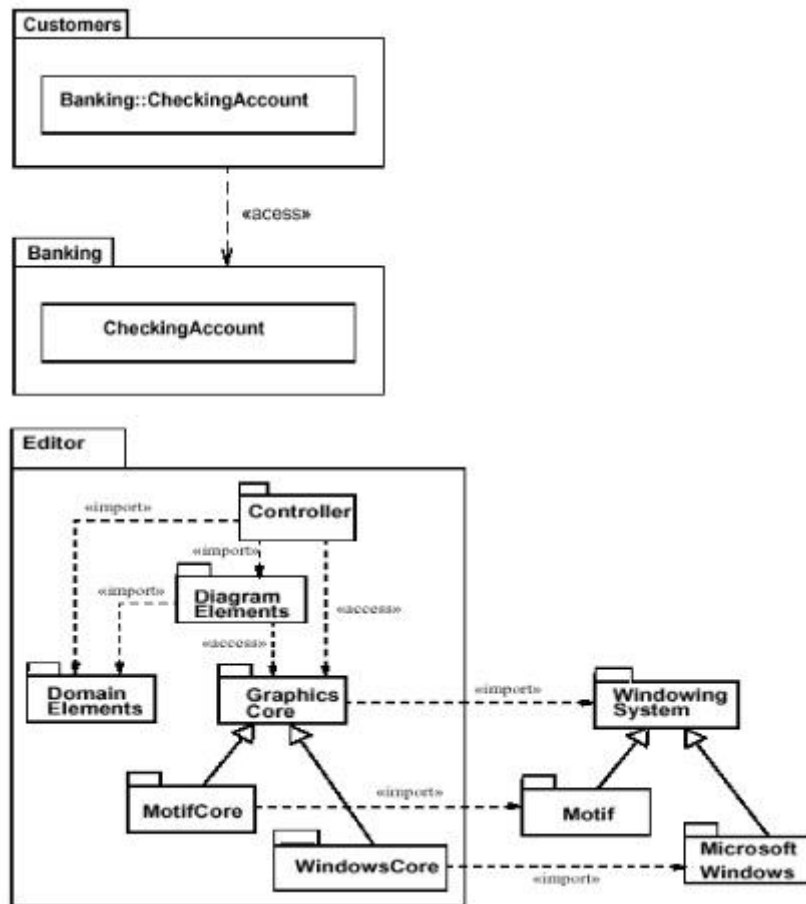 Customers
Banking::CheckingAccount
«acess»
Banking
CheckingAccount
Editor
«import»
Controller
«import»
«import»
Diagram
Elements
«access»
«access»
Domain
Elements
Graphics
Core
«import»
Windowing
System
MotifCore
«import»
Motif
WindowsCore
«import»
Microsoft
Windows